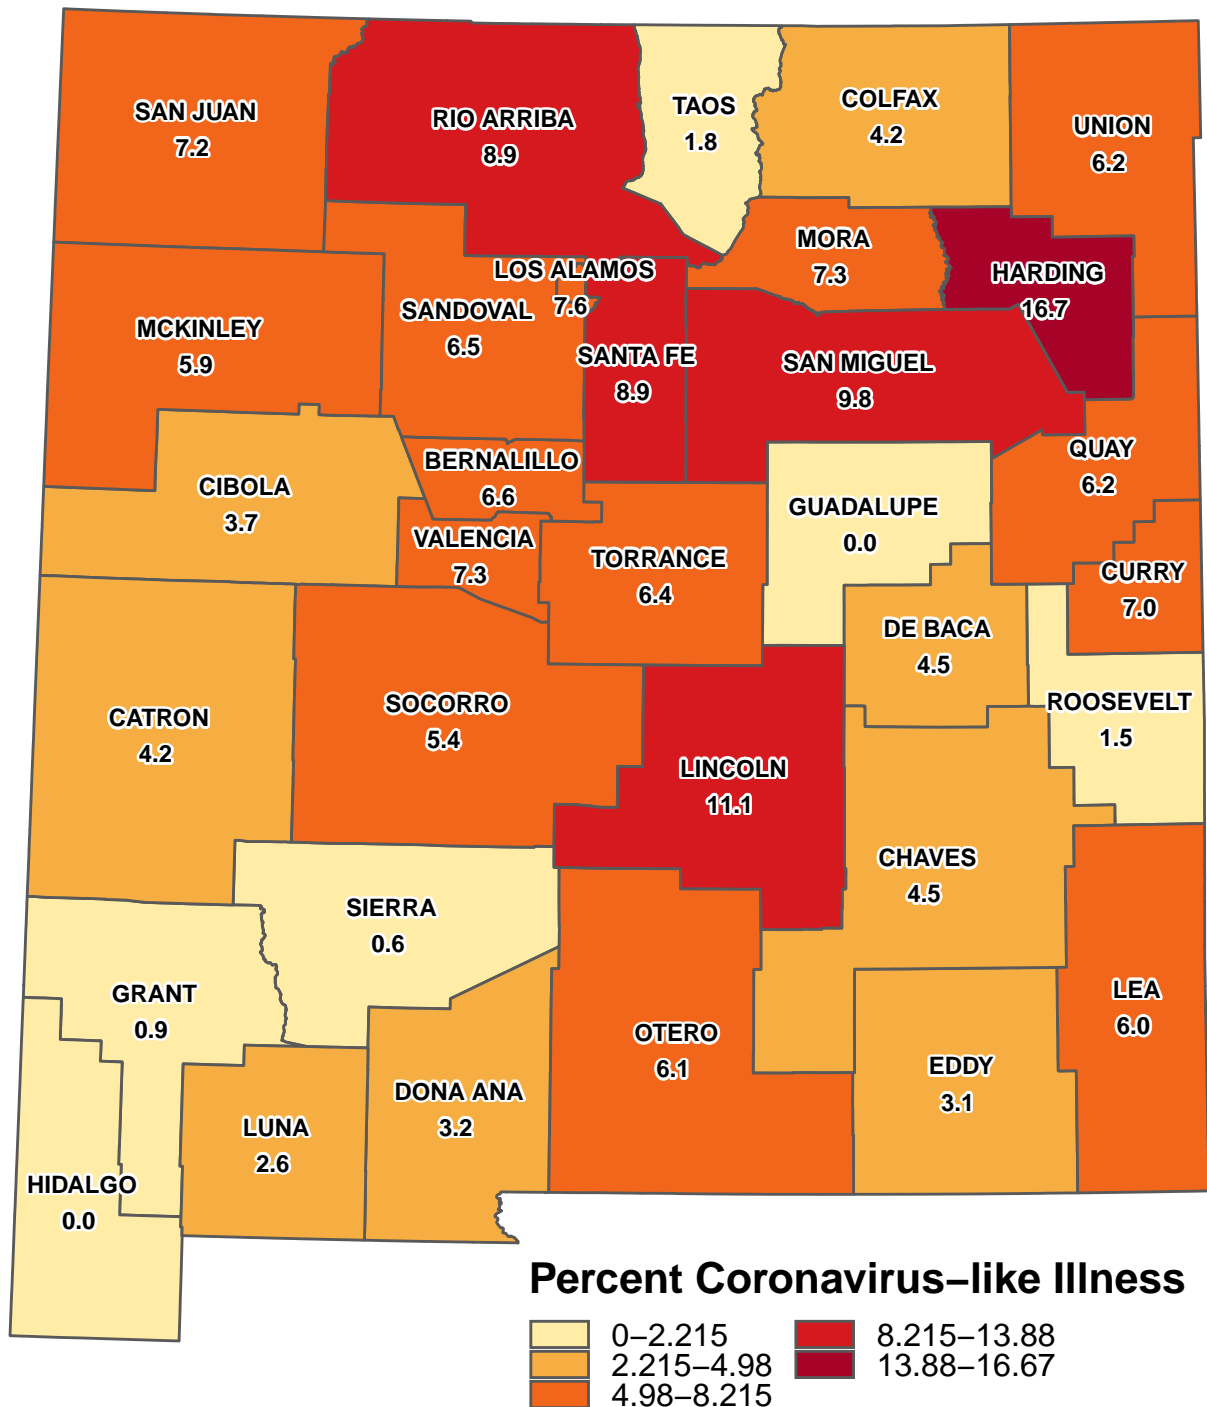 SAN JUAN
7.2
RIO ARRIBA
8.9
TAOS
1.8
COLFAX
4.2
UNION
6.2
MORA
7.3
HARDING
16.7
LOS ALAMOS
7.6
SANDOVAL
6.5
MCKINLEY
5.9
SANTA FE
8.9
SAN MIGUEL
9.8
QUAY
6.2
BERNALILLO
6.6
CIBOLA
3.7
GUADALUPE
0.0
VALENCIA
7.3
TORRANCE
6.4
CURRY
7.0
DE BACA
4.5
ROOSEVELT
1.5
CATRON
4.2
SOCORRO
5.4
LINCOLN
11.1
CHAVES
4.5
SIERRA
0.6
GRANT
0.9
LEA
6.0
OTERO
6.1
EDDY
3.1
DONA ANA
3.2
LUNA
2.6
HIDALGO
0.0
Percent Coronavirus−like Illness
0−2.215
2.215−4.98
4.98−8.215
8.215−13.88
13.88−16.67